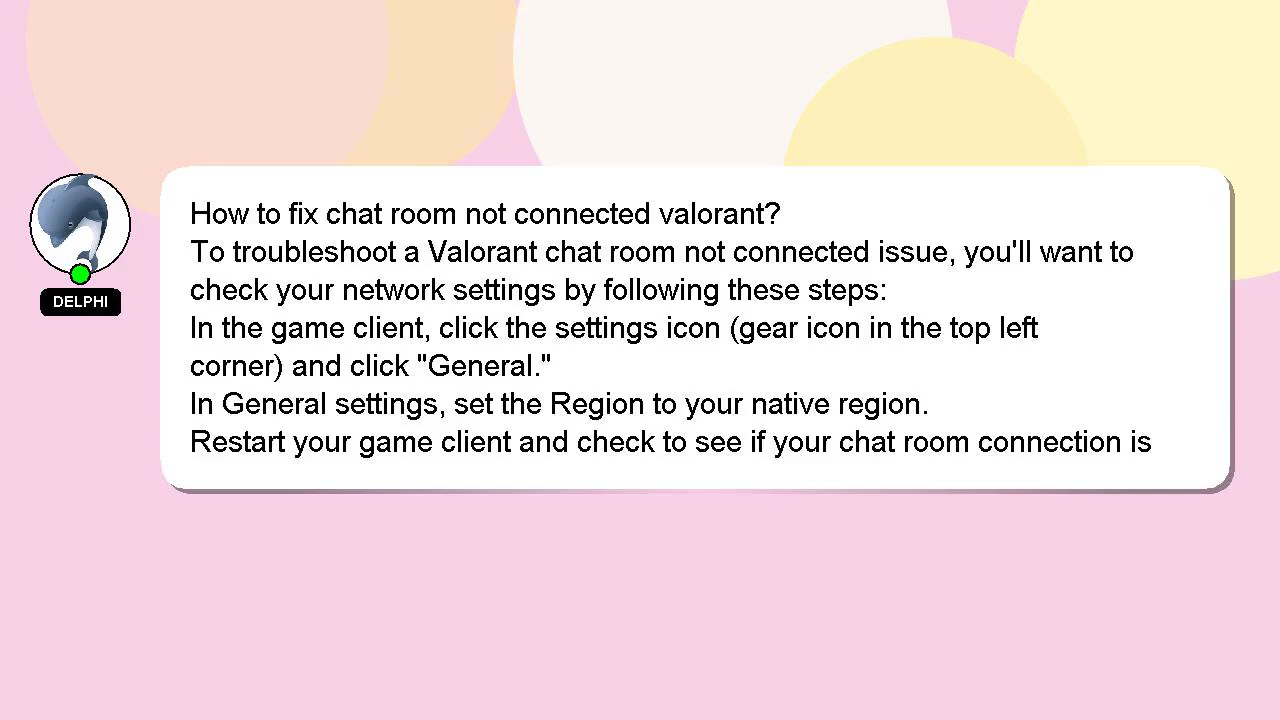 How to fix chat room not connected valorant?
To troubleshoot a Valorant chat room not connected issue, you'll want to
check your network settings by following these steps:
In the game client, click the settings icon (gear icon in the top left
corner) and click "General."
In General settings, set the Region to your native region.
Restart your game client and check to see if your chat room connection is
DELPHI